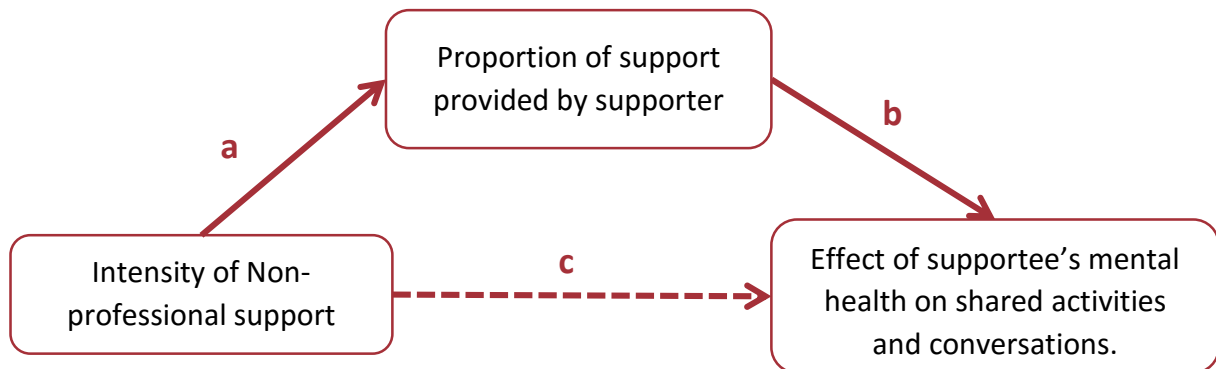 Proportion of support
provided by supporter
a
b
Intensity of Non-
professional support
c
Effect of supportee’s mental
health on shared activities
and conversations.